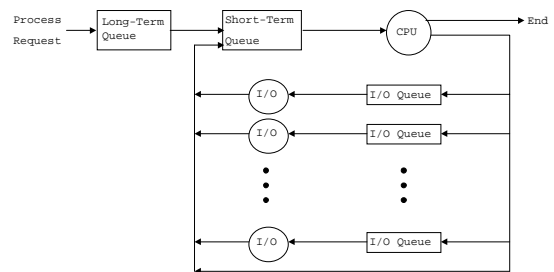 Process
Request
Long-Term
Queue
Short-Term
Queue
CPU
End
I/O
I/O Queue
I/O
I/O Queue
I/O
I/O Queue